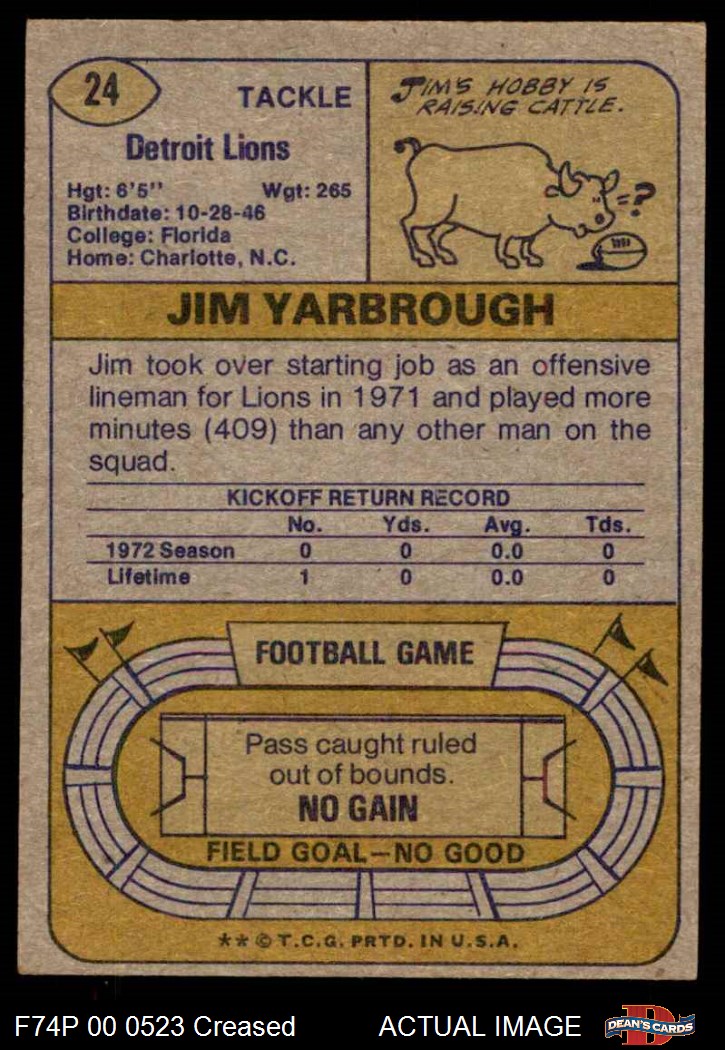 24
TACKLE
Detroit Lions
Hgt: 6'5" Wgt: 265
Birthdate: 10-28-46
College: Florida
Home: Charlotte, N.C.
JIM'S HOBBY IS
RAISING CATTLE.
=?
JIM YARBROUGH
Jim took over starting job as an offensive
lineman for Lions in 1971 and played more
minutes (409) than any other man on the
squad.
KICKOFF RETURN RECORD
No. Yds. Avg. Tds.
1972 Season 0 0 0.0 0
Lifetime 1 0 0.0 0
FOOTBALL GAME
Pass caught ruled
out of bounds.
NO GAIN
FIELD GOAL—NO GOOD
** © T.C.G. PRTD. IN U.S.A.
F74P 00 0523 Creased ACTUAL IMAGE
D
DEAN'S CARDS